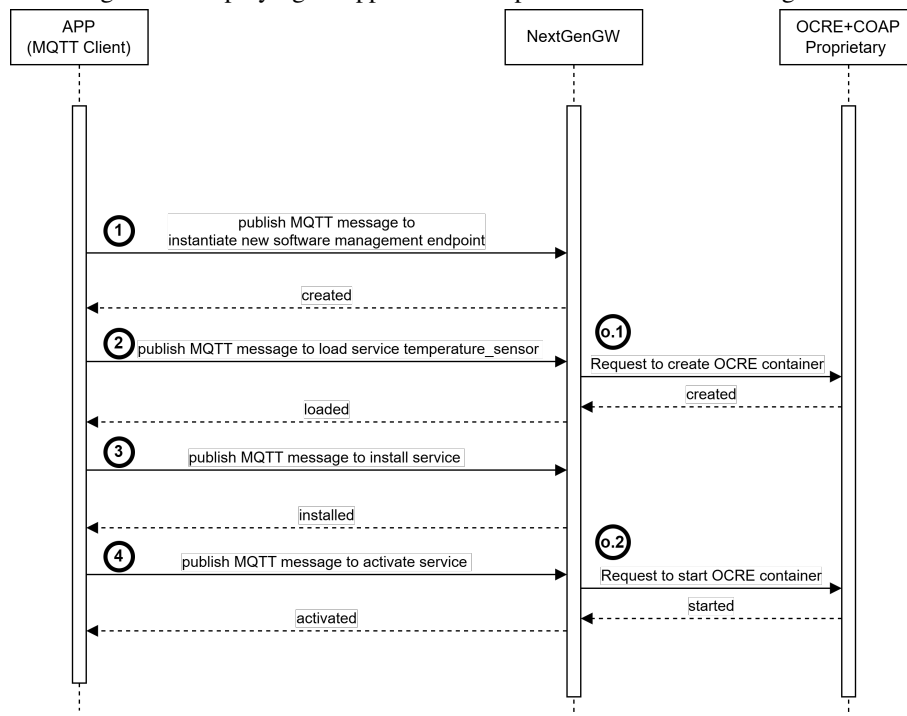 APP
(MQTT Client)
NextGenGW
OCRE+COAP
Proprietary
1
publish MQTT message to
instantiate new software management endpoint
created
2
publish MQTT message to load service temperature_sensor
o.1
Request to create OCRE container
created
loaded
3
publish MQTT message to install service
installed
4
publish MQTT message to activate service
o.2
Request to start OCRE container
started
activated